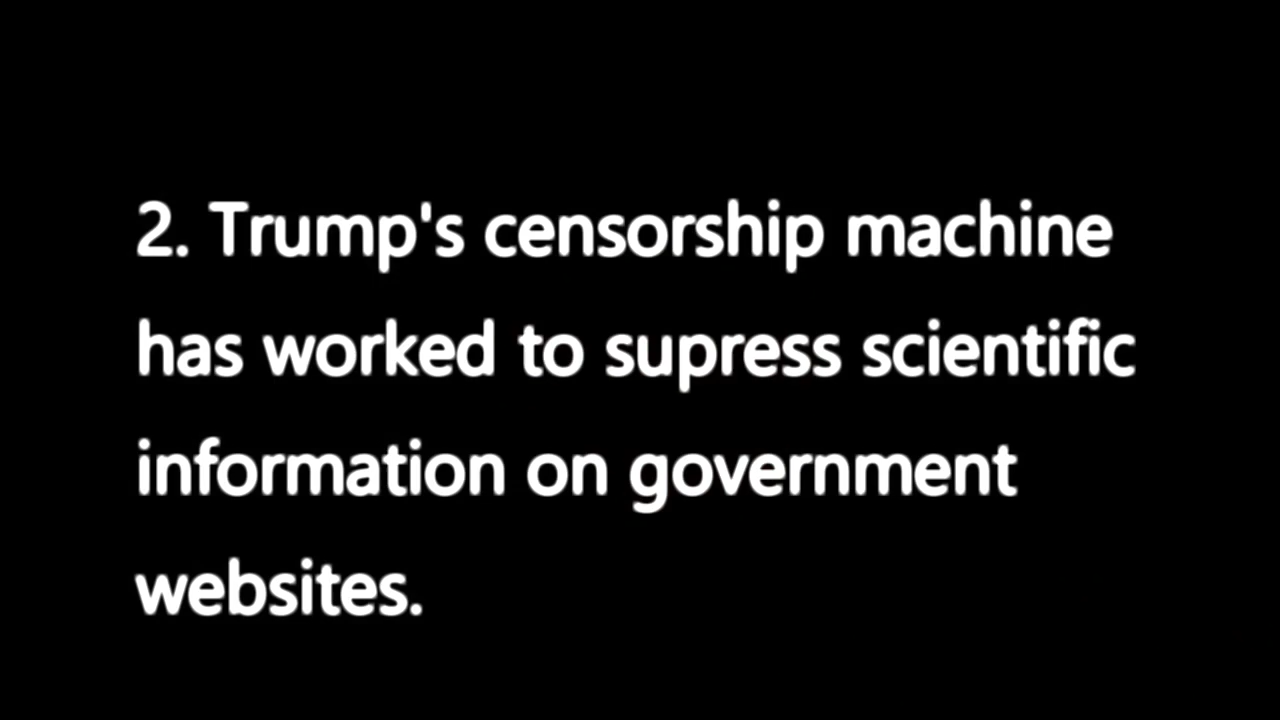 2. Trump's censorship machine
has worked to supress scientific
information on government
websites.